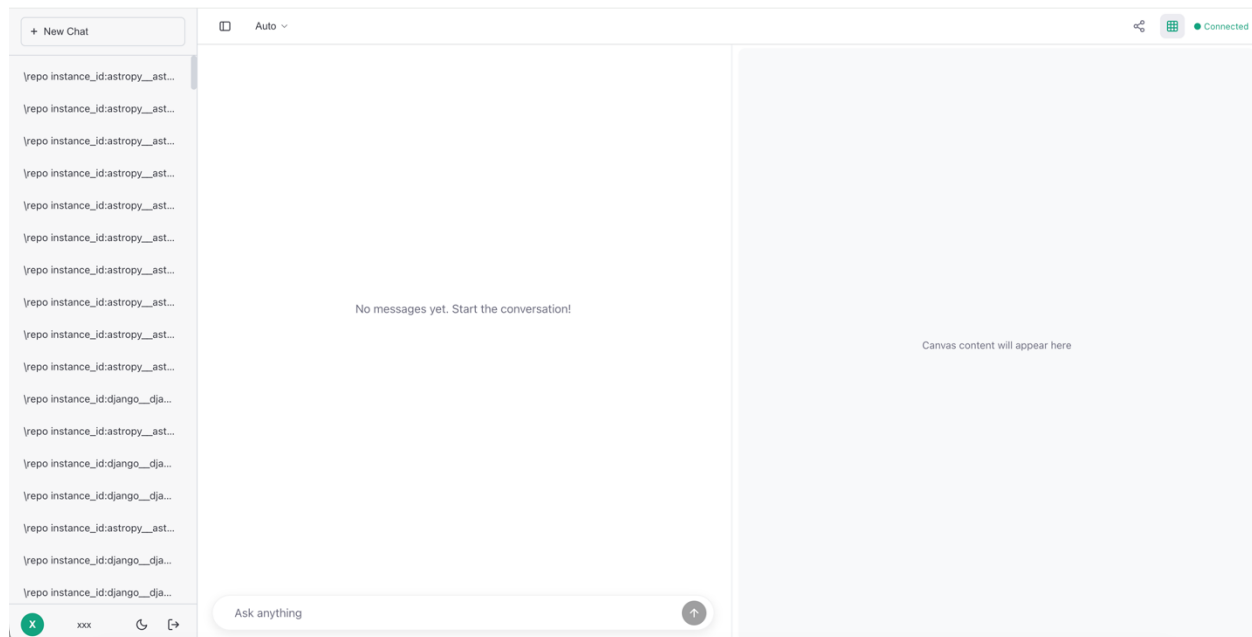 + New Chat
\repo instance_id:astropy__ast...
\repo instance_id:astropy__ast...
\repo instance_id:astropy__ast...
\repo instance_id:astropy__ast...
\repo instance_id:astropy__ast...
\repo instance_id:astropy__ast...
\repo instance_id:astropy__ast...
\repo instance_id:astropy__ast...
\repo instance_id:astropy__ast...
\repo instance_id:astropy__ast...
\repo instance_id:django__dja...
\repo instance_id:astropy__ast...
\repo instance_id:django__dja...
\repo instance_id:django__dja...
\repo instance_id:astropy__ast...
\repo instance_id:django__dja...
\repo instance_id:django__dja...
X xxx
Auto
Connected
No messages yet. Start the conversation!
Ask anything
Canvas content will appear here